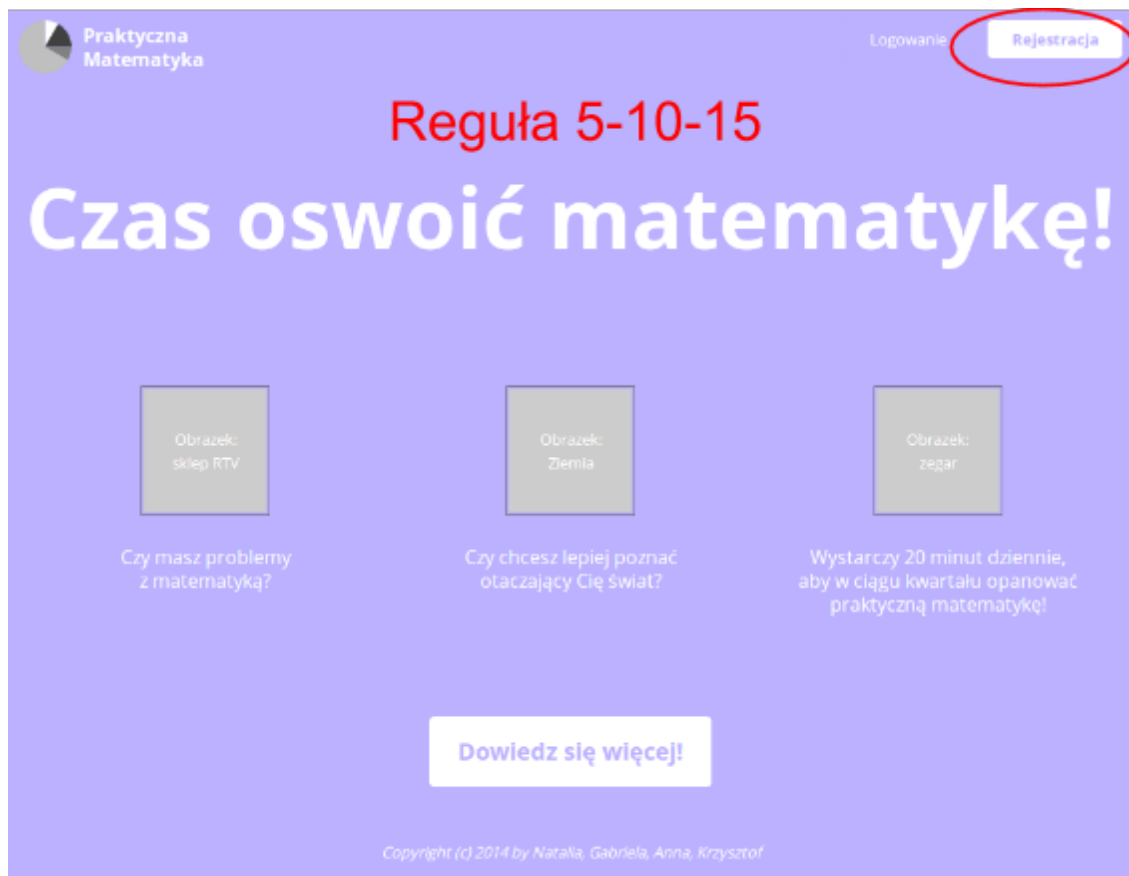 Praktyczna
Matematyka
Logowanie
Rejestracja
Reguła 5-10-15
Czas oswoić matematykę!
Obrazek:
sklep RTV
Obrazek:
Ziemia
Obrazek:
zegar
Czy masz problemy
z matematyką?
Czy chcesz lepiej poznać
otaczający Cię świat?
Wystarczy 20 minut dziennie,
aby w ciągu kwartału opanować
praktyczną matematykę!
Dowiedz się więcej!
Copyright (c) 2014 by Natalia, Gabriela, Anna, Krzysztof